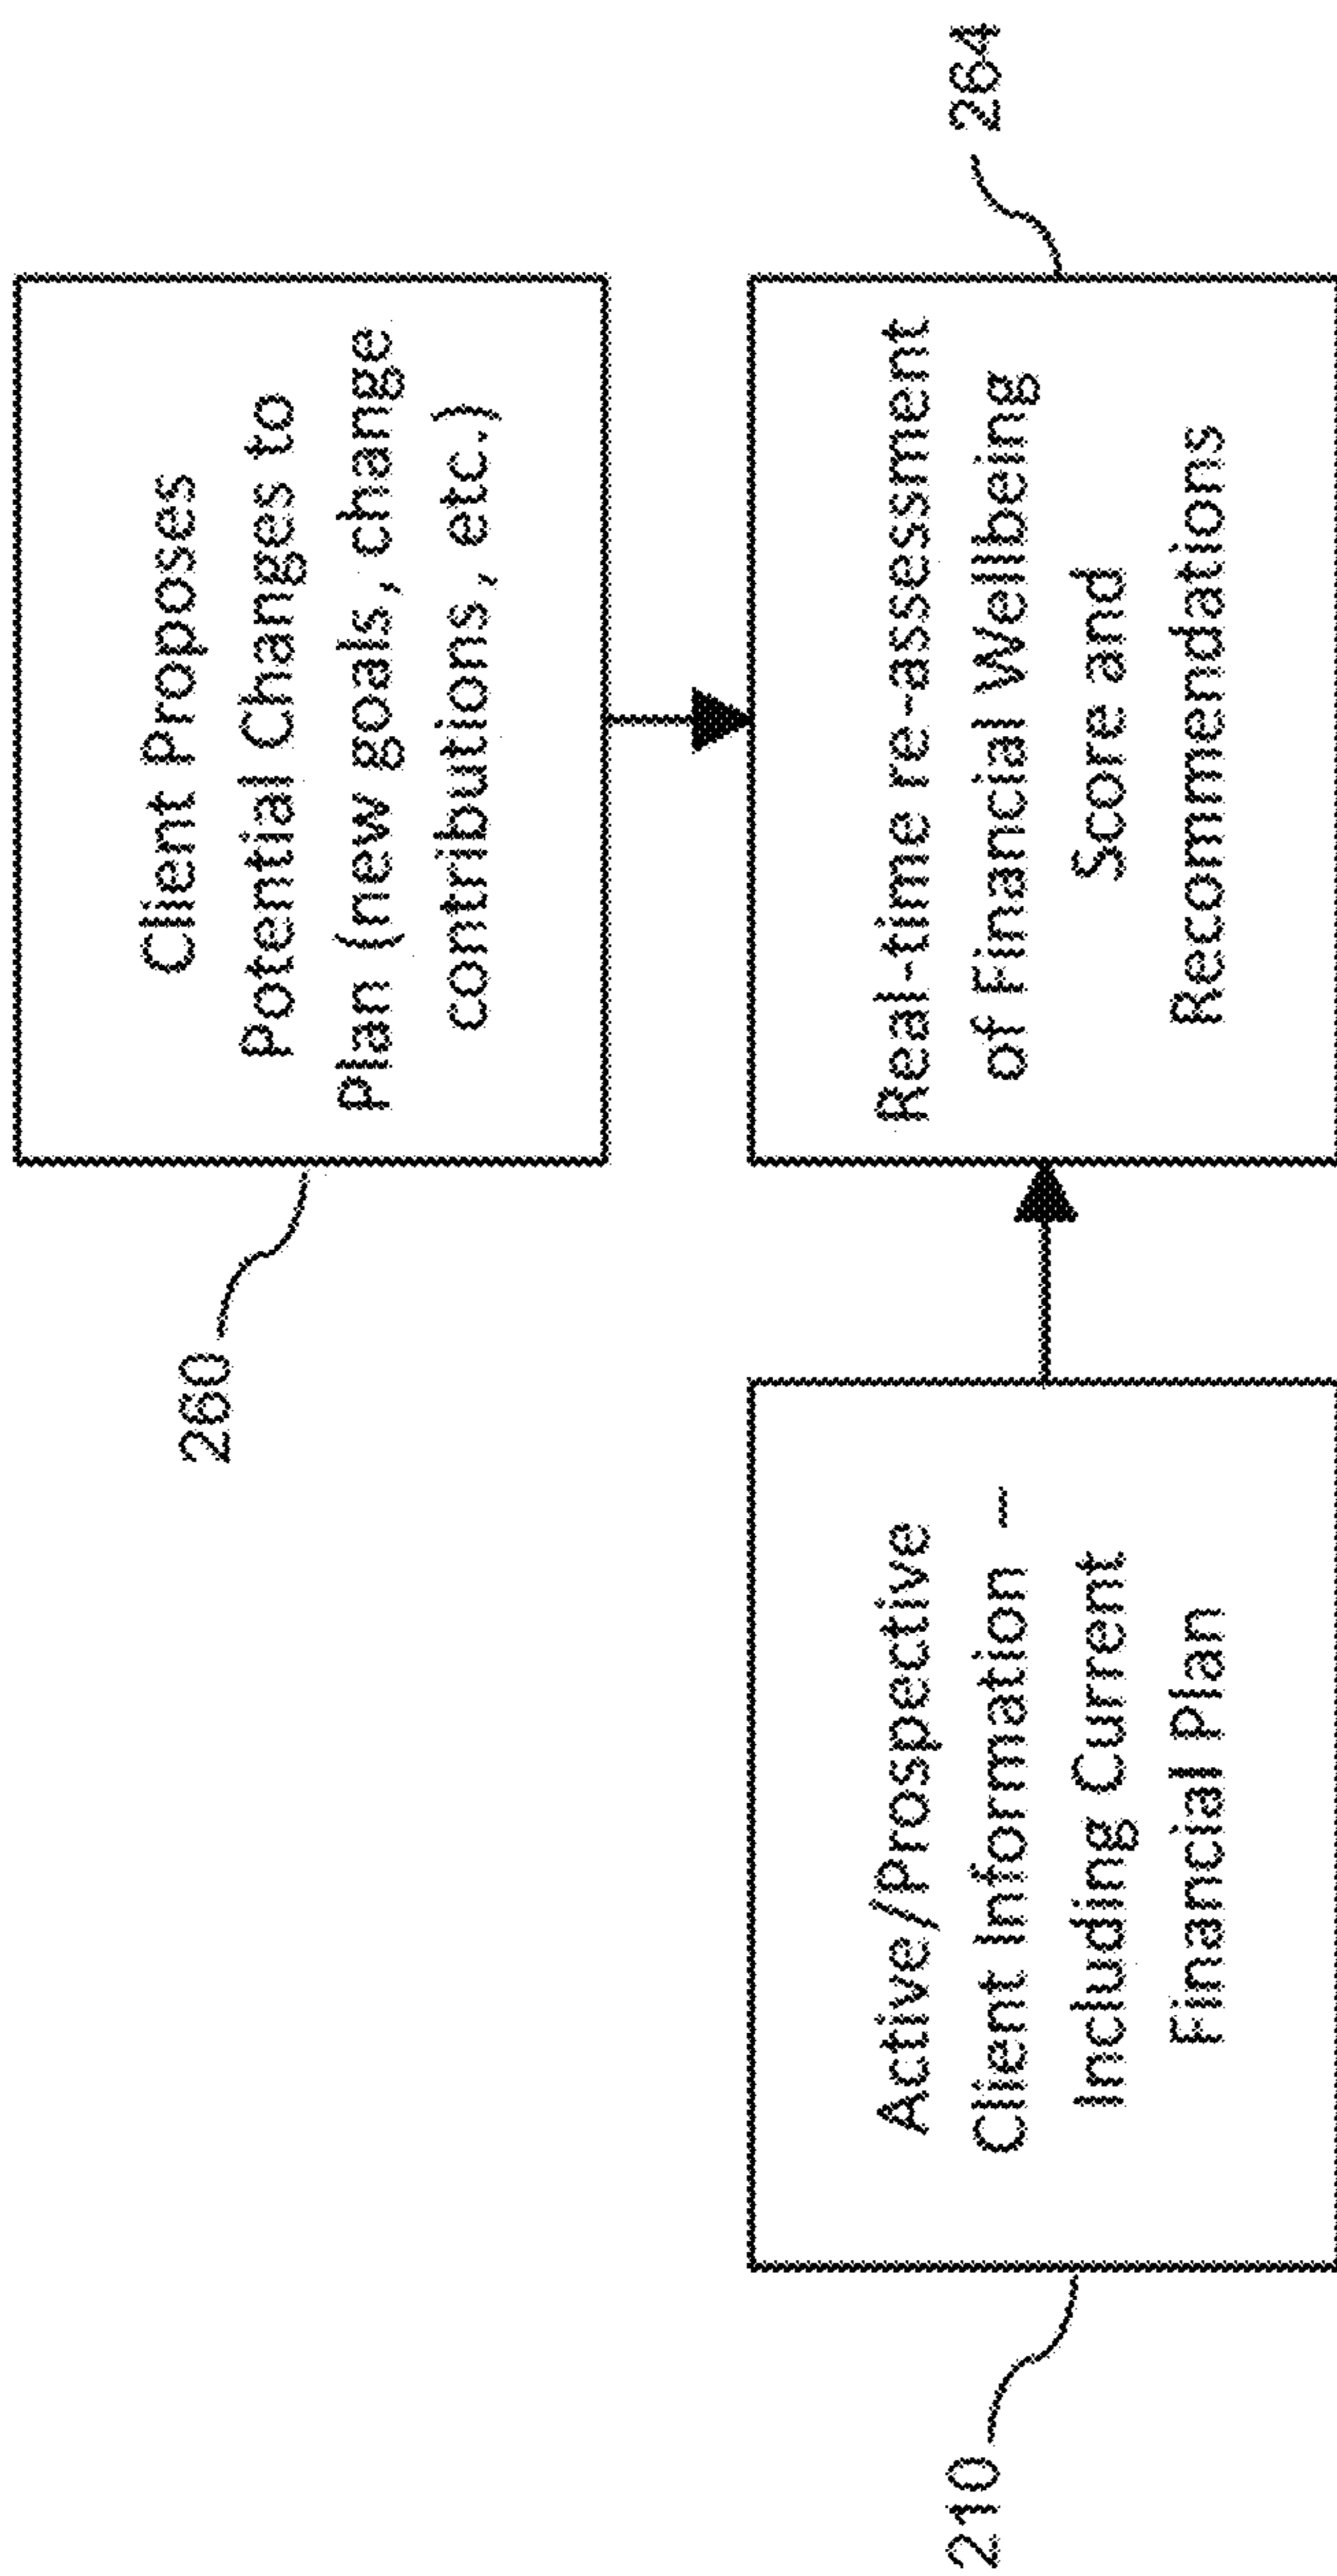 260
Client Proposes
Potential Changes to
Plan (new goals, change
contributions, etc.)
210
Active/Prospective
Client Information –
Including Current
Financial Plan
Real-time re-assessment
of Financial Wellbeing
Score and
Recommendations
264